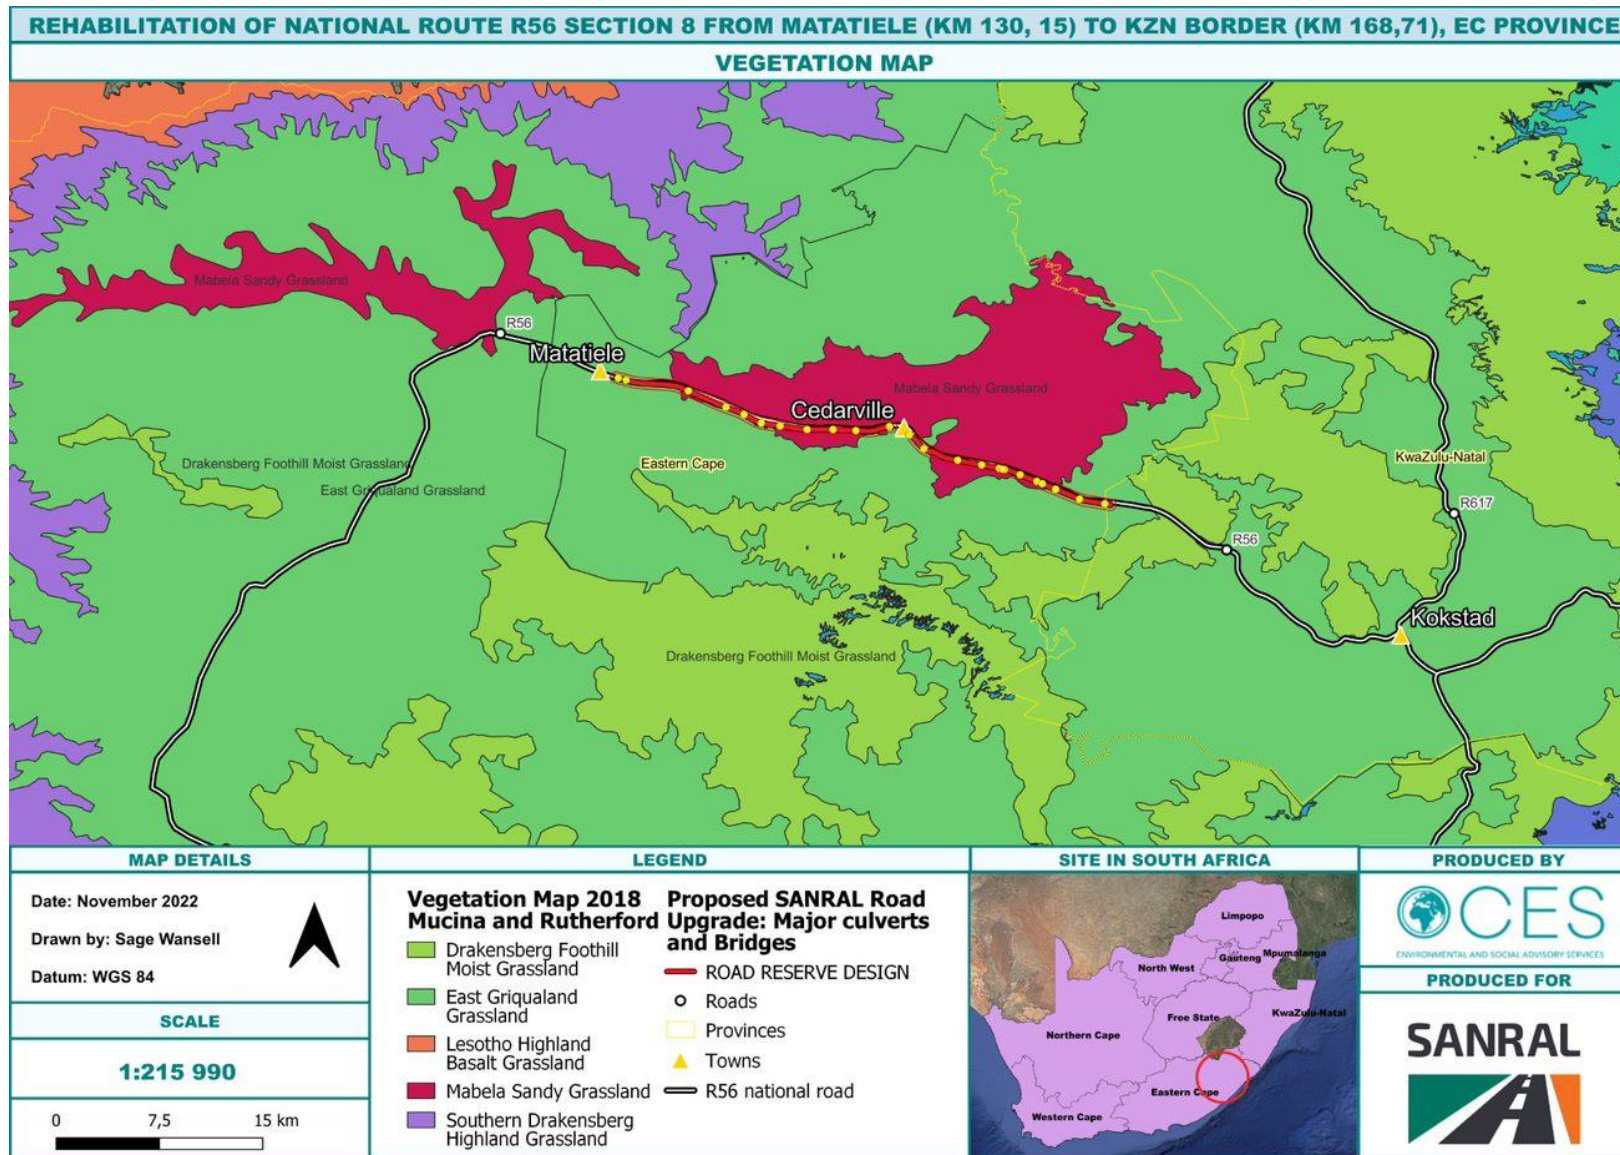 REHABILITATION OF NATIONAL ROUTE R56 SECTION 8 FROM MATATIELE (KM 130, 15) TO KZN BORDER (KM 168,71), EC PROVINCE
VEGETATION MAP
Mabela Sandy Grassland
R56
Matatiele
Mabela Sandy Grassland
Cedarville
Drakensberg Foothill Moist Grassland
Eastern Cape
KwaZulu-Natal
East Griqualand Grassland
R617
R56
Kokstad
Drakensberg Foothill Moist Grassland
MAP DETAILS
Date: November 2022
Drawn by: Sage Wansell
Datum: WGS 84
SCALE
1:215 990
0 7,5 15 km
LEGEND
Vegetation Map 2018
Mucina and Rutherford
Drakensberg Foothill
Moist Grassland
East Griqualand
Grassland
Lesotho Highland
Basalt Grassland
Mabela Sandy Grassland
Southern Drakensberg
Highland Grassland
Proposed SANRAL Road
Upgrade: Major culverts
and Bridges
ROAD RESERVE DESIGN
Roads
Provinces
Towns
R56 national road
SITE IN SOUTH AFRICA
Limpopo
Mpumalanga
Gauteng
North West
Free State
KwaZulu-Natal
Northern Cape
Eastern Cape
Western Cape
PRODUCED BY
CES
ENVIRONMENTAL AND SOCIAL ADVISORY SERVICES
PRODUCED FOR
SANRAL